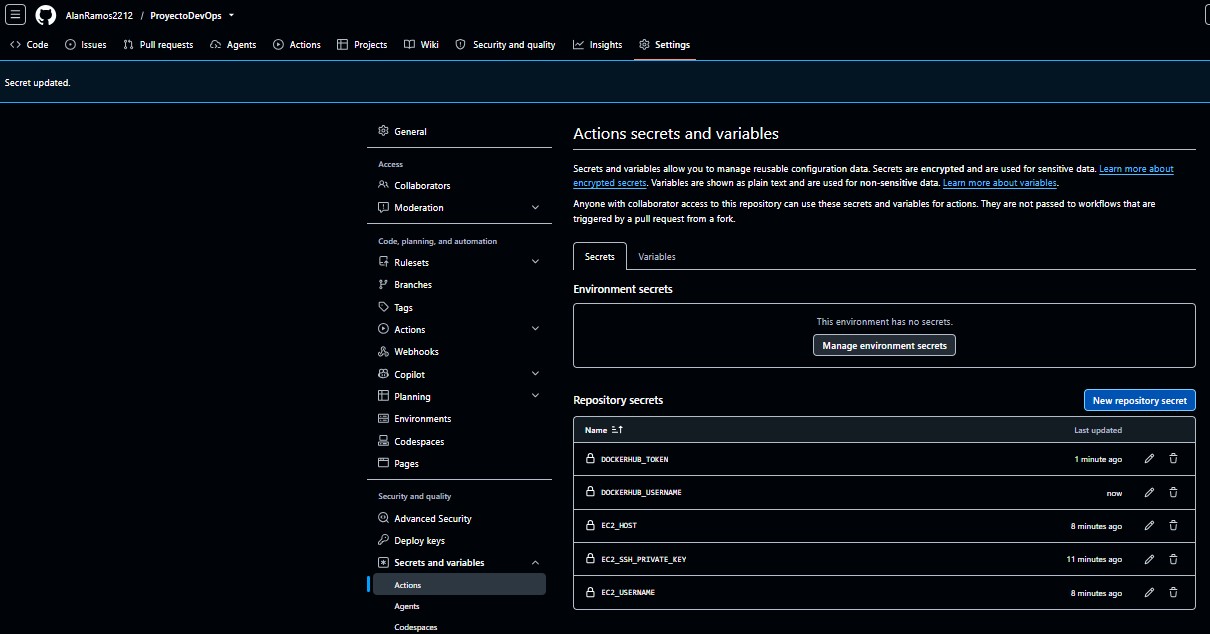 AlanRamos2212 / ProyectoDevOps
Code Issues Pull requests Agents Actions Projects Wiki Security and quality Insights Settings
Secret updated.
General
Access
Collaborators
Moderation
Code, planning, and automation
Rulesets
Branches
Tags
Actions
Webhooks
Copilot
Planning
Environments
Codespaces
Pages
Security and quality
Advanced Security
Deploy keys
Secrets and variables
Actions
Agents
Codespaces
Actions secrets and variables
Secrets and variables allow you to manage reusable configuration data. Secrets are encrypted and are used for sensitive data. Learn more about
encrypted secrets. Variables are shown as plain text and are used for non-sensitive data. Learn more about variables.
Anyone with collaborator access to this repository can use these secrets and variables for actions. They are not passed to workflows that are
triggered by a pull request from a fork.
Secrets Variables
Environment secrets
This environment has no secrets.
Manage environment secrets
Repository secrets New repository secret
Name Last updated
DOCKERHUB_TOKEN 1 minute ago
DOCKERHUB_USERNAME now
EC2_HOST 8 minutes ago
EC2_SSH_PRIVATE_KEY 11 minutes ago
EC2_USERNAME 8 minutes ago